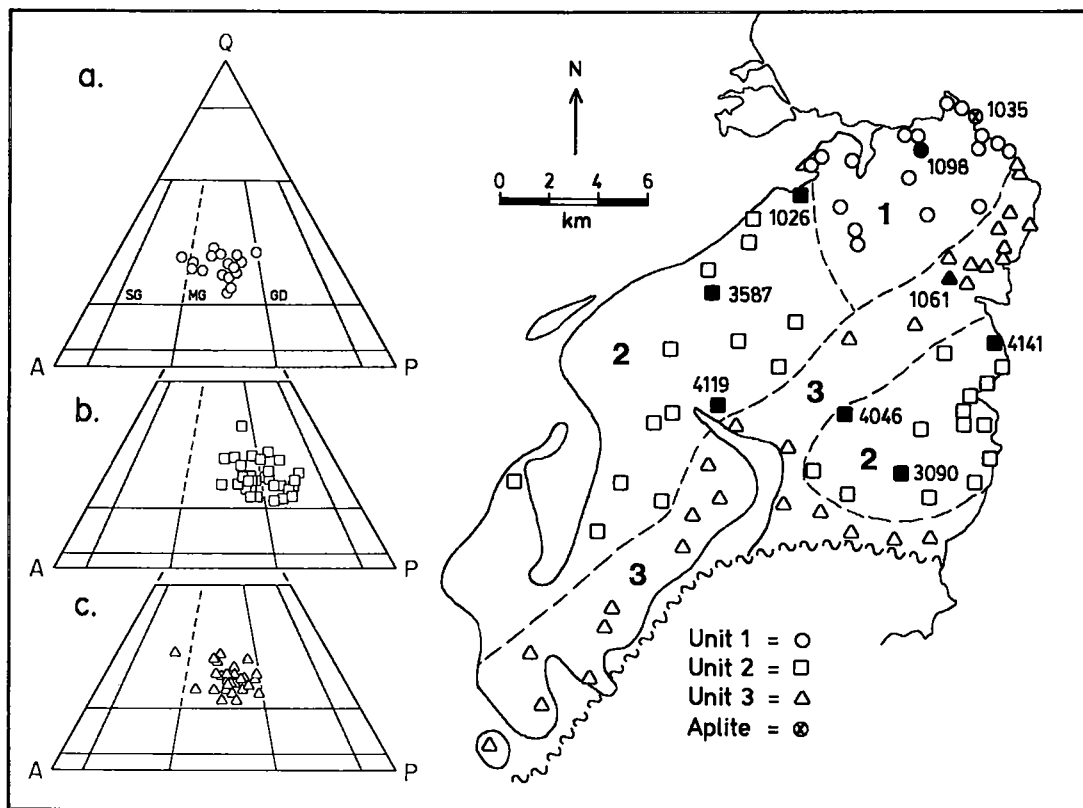 a.
Q
SG MG GD
A P
b.
A P
c.
A P
N
0 2 4 6
km
1035
1098
1
1026
3587
1061
2
4141
3
4119
4046
2
3090
3
Unit 1 = ○
Unit 2 = □
Unit 3 = △
Aplite = ⊗